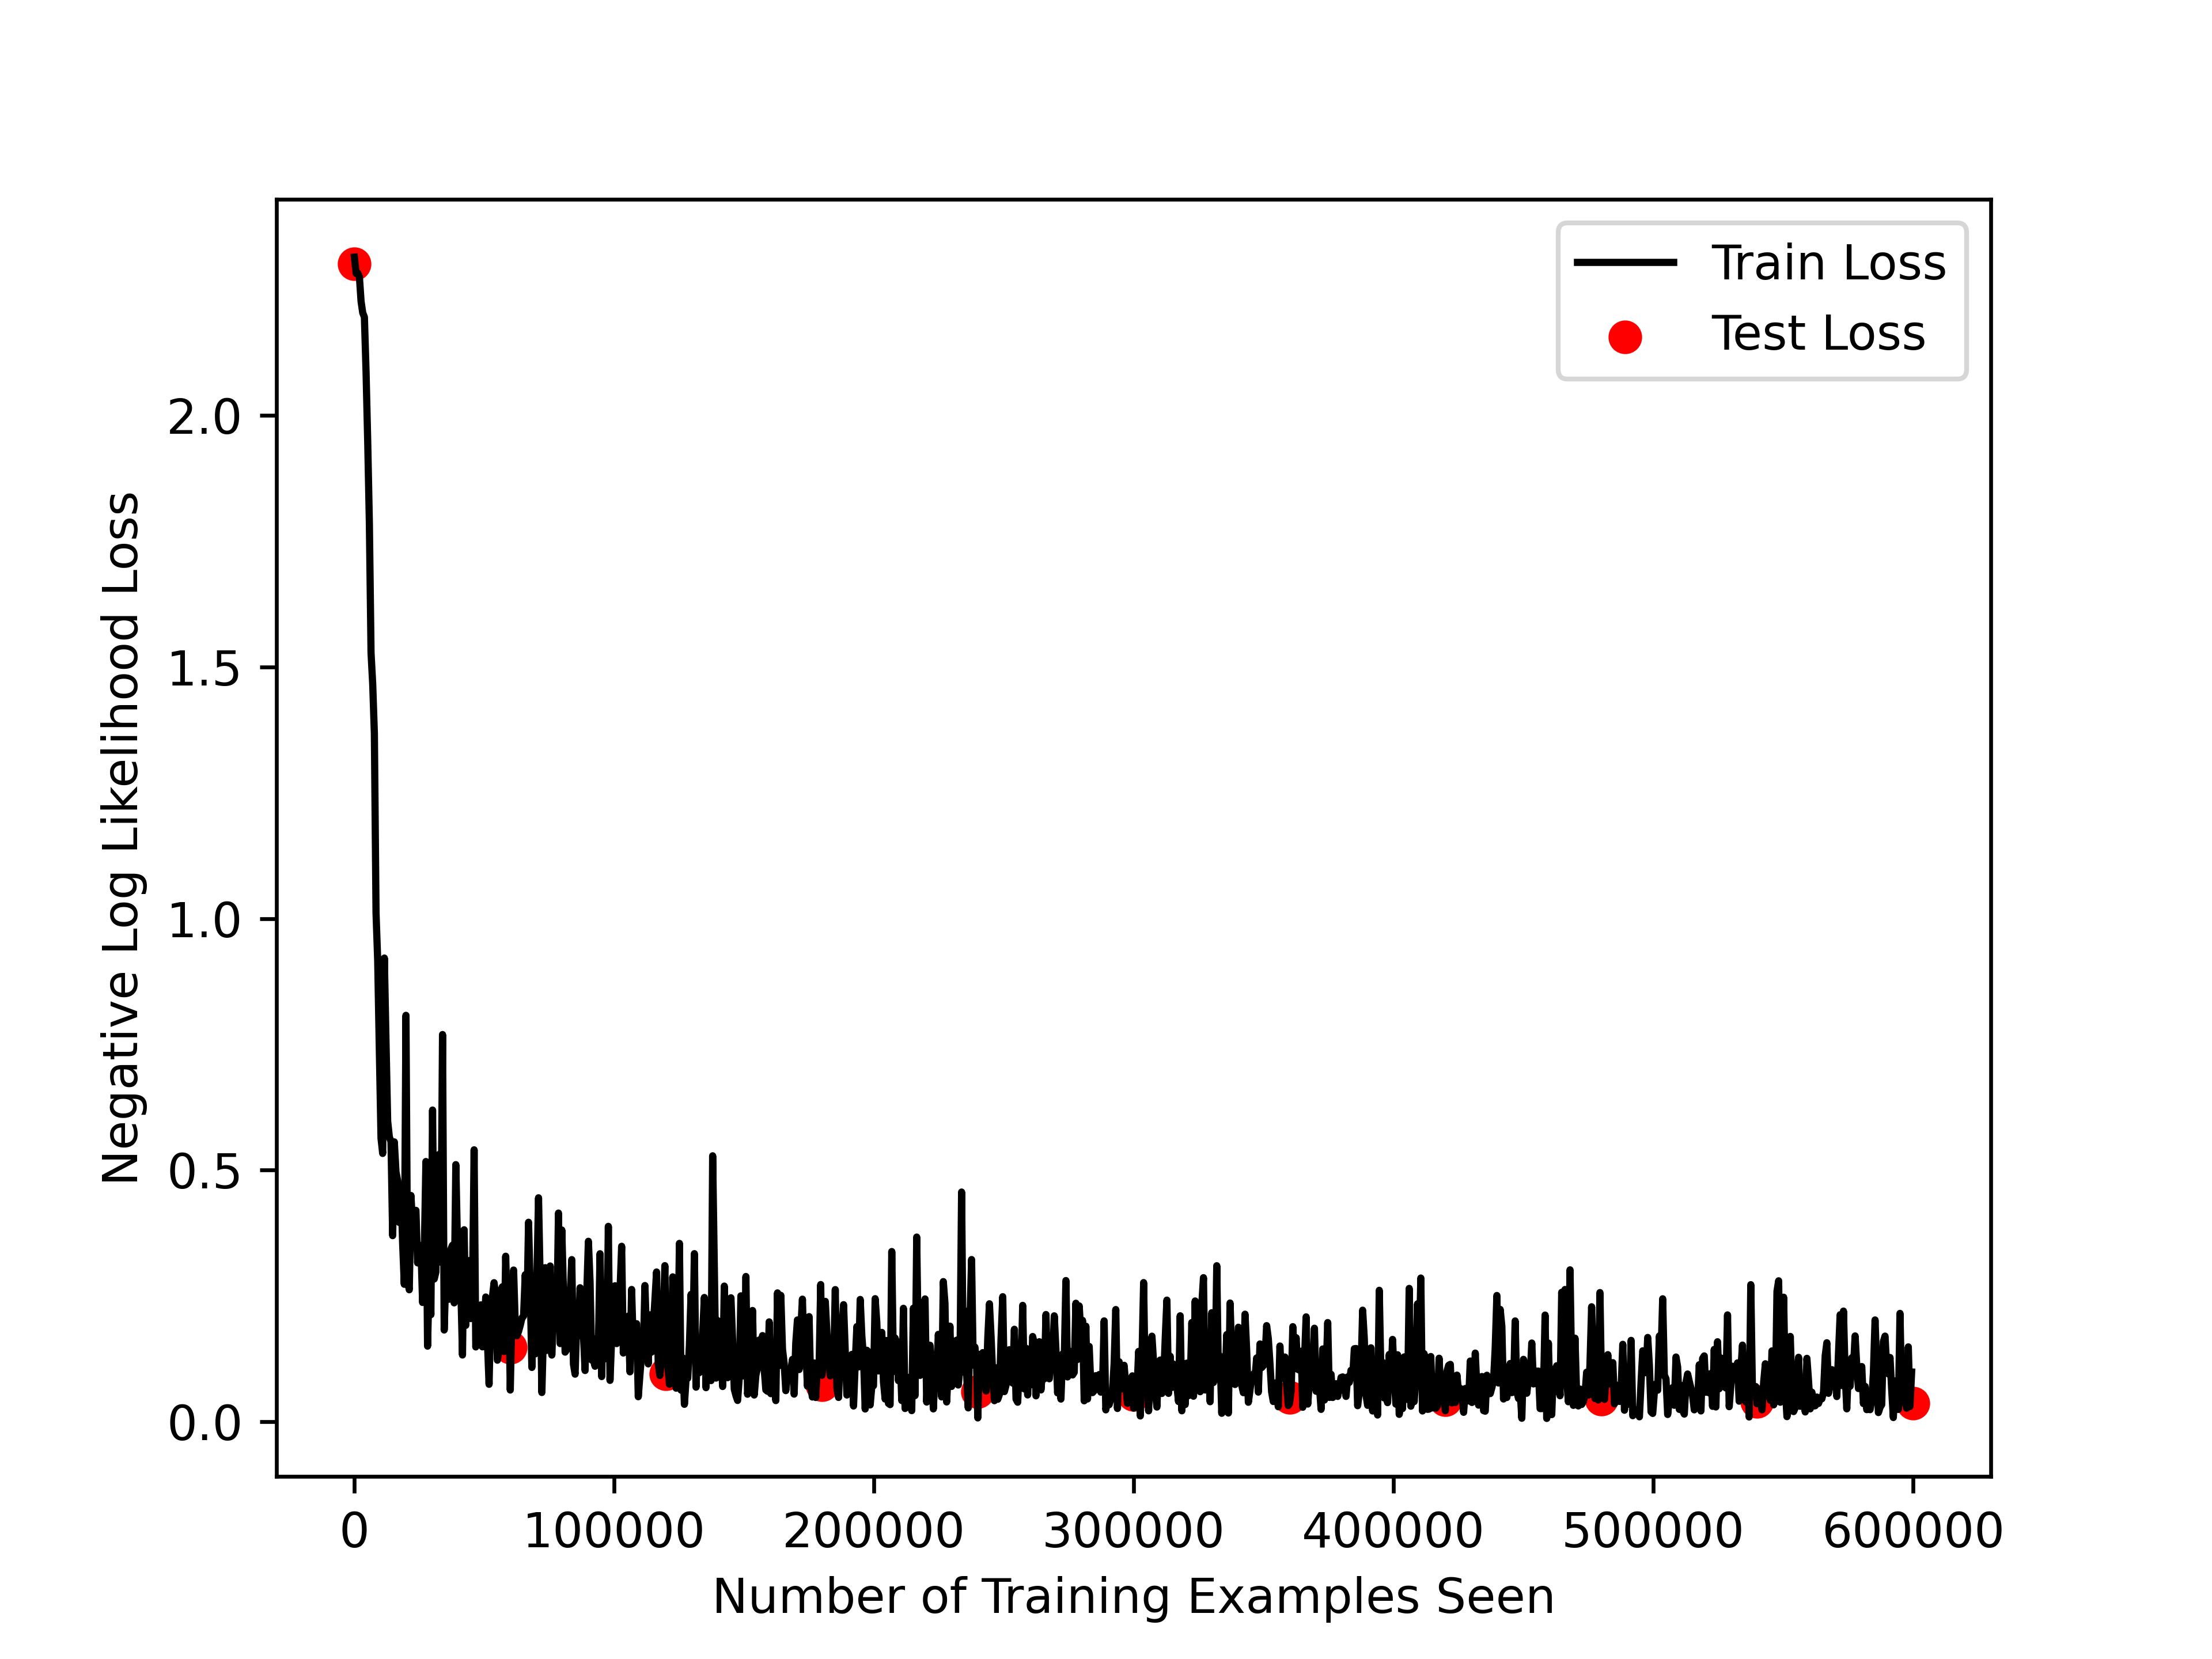 Train Loss
Test Loss
Negative Log Likelihood Loss
2.0
1.5
1.0
0.5
0.0
0 100000 200000 300000 400000 500000 600000
Number of Training Examples Seen